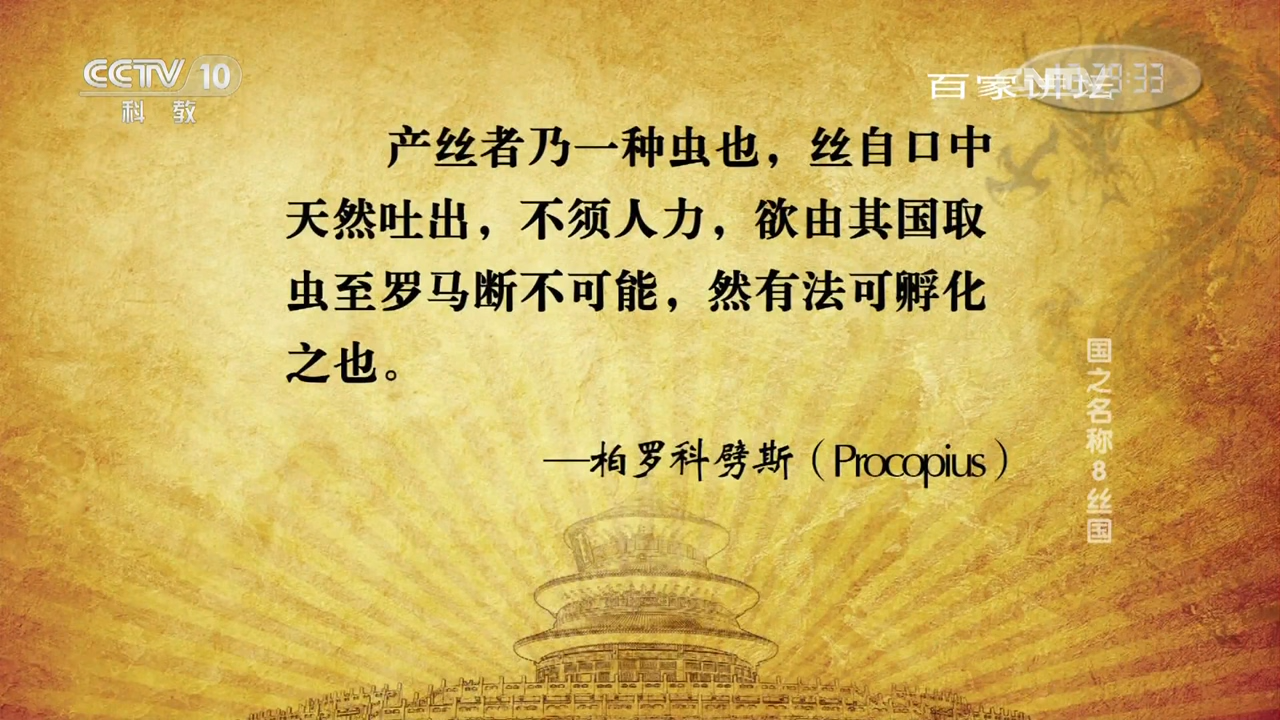 CCTV 10
科教
百家讲坛
产丝者乃一种虫也，丝自口中
天然吐出，不须人力，欲由其国取
虫至罗马断不可能，然有法可孵化
之也。
—柏罗科劈斯（Procopius）
国之名称8丝国